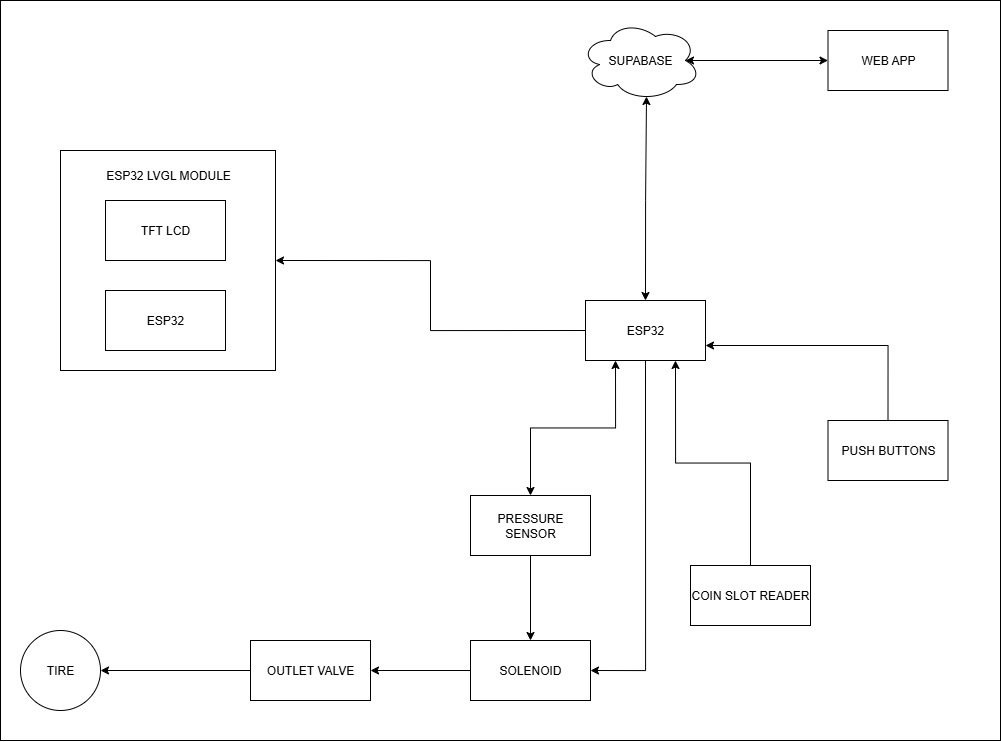 SUPABASE
WEB APP
ESP32 LVGL MODULE
TFT LCD
ESP32
ESP32
PUSH BUTTONS
PRESSURE
SENSOR
COIN SLOT READER
TIRE
OUTLET VALVE
SOLENOID